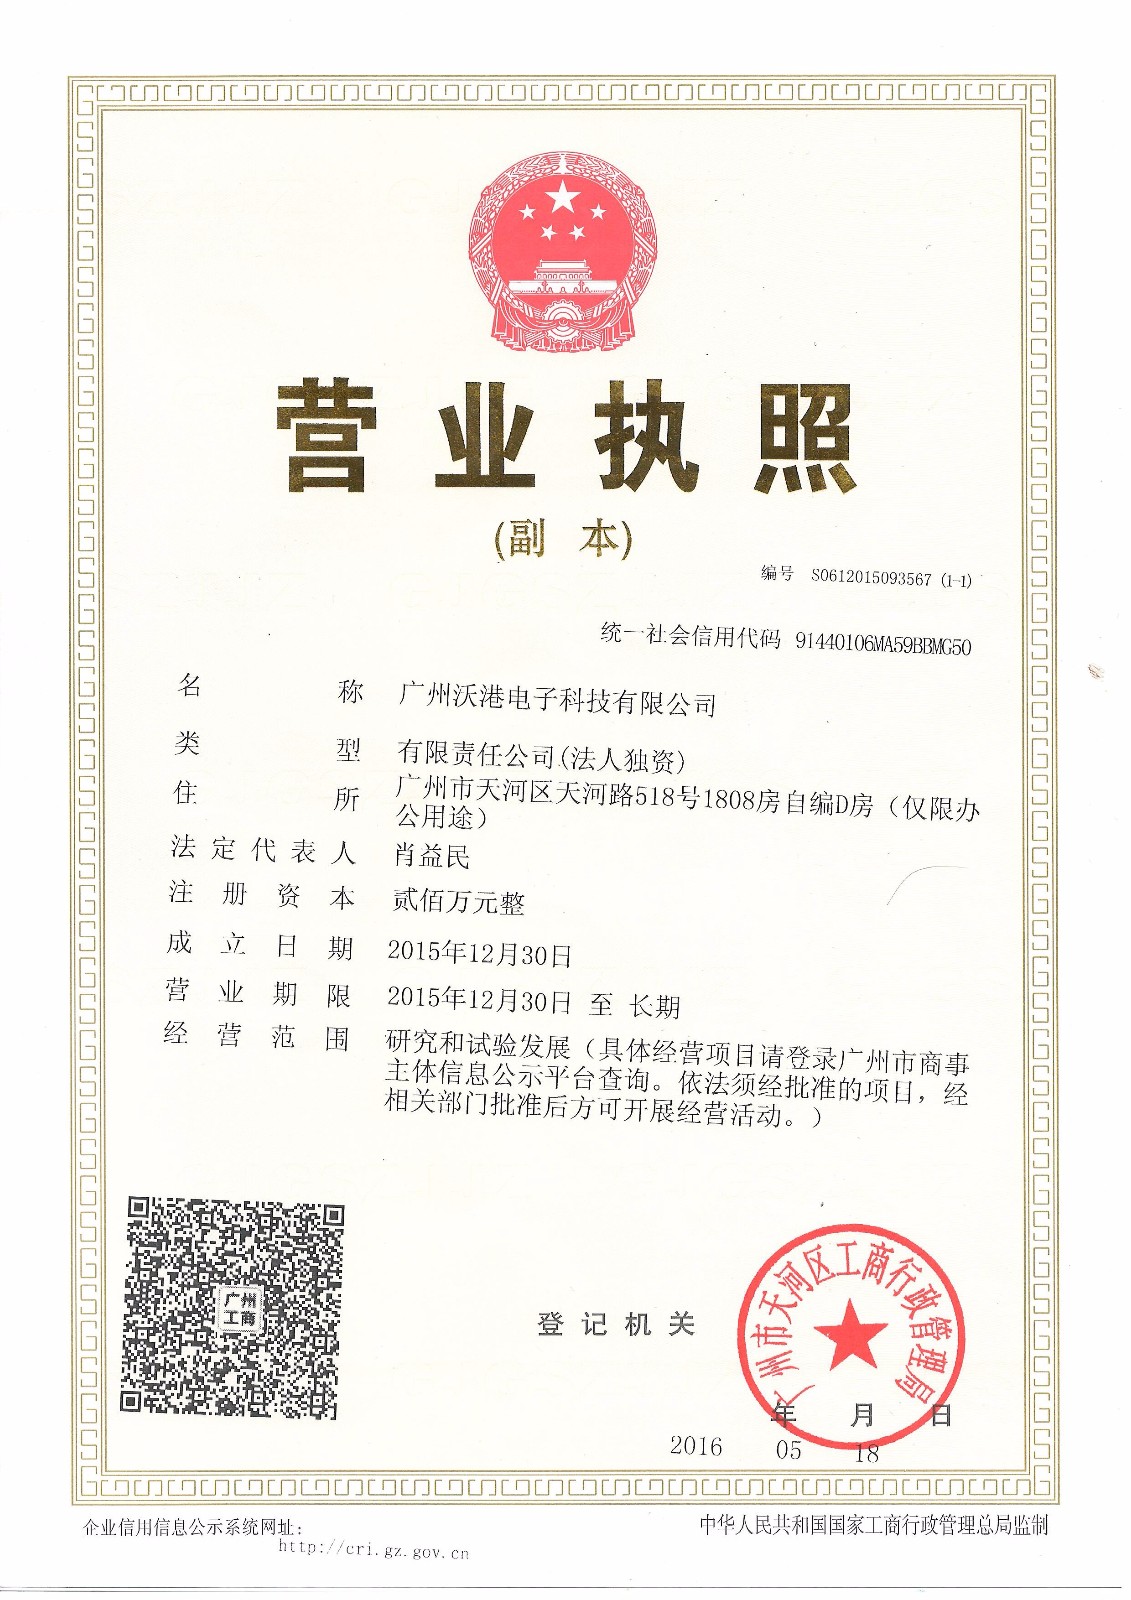 营业执照
(副 本)
编号 S0612015093567 (1-1)
统一社会信用代码 91440106MA59BBMG50
名称 广州沃港电子科技有限公司
类型 有限责任公司(法人独资)
住所 广州市天河区天河路518号1808房自编D房（仅限办
公用途）
法定代表人 肖益民
注册资本 贰佰万元整
成立日期 2015年12月30日
营业期限 2015年12月30日 至 长期
经营范围 研究和试验发展（具体经营项目请登录广州市商事
主体信息公示平台查询。依法须经批准的项目，经
相关部门批准后方可开展经营活动。）
广州
工商
登记机关
广州市天河区工商行政管理局
年 月 日
2016 05 18
企业信用信息公示系统网址：
http://cri.gz.gov.cn
中华人民共和国国家工商行政管理总局监制